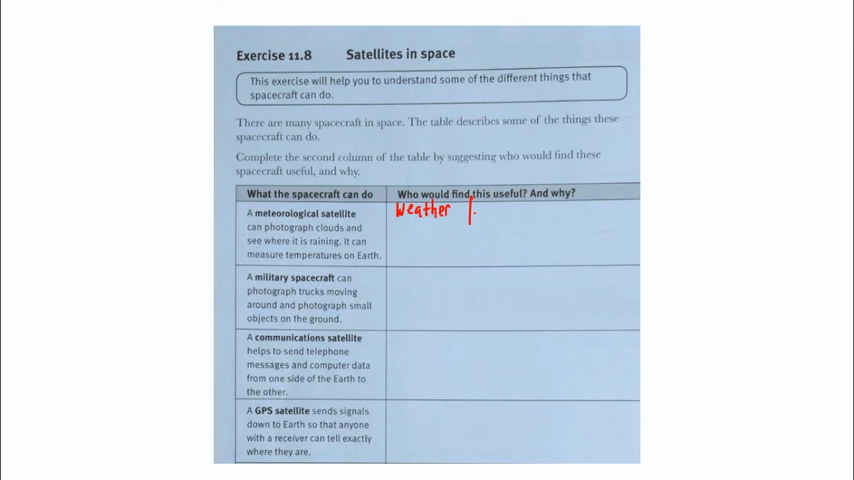 Exercise 11.8 Satellites in space
This exercise will help you to understand some of the different things that
spacecraft can do.
There are many spacecraft in space. The table describes some of the things these
spacecraft can do.
Complete the second column of the table by suggesting who would find these
spacecraft useful, and why.
What the spacecraft can do Who would find this useful? And why?
A meteorological satellite
can photograph clouds and
see where it is raining. It can
measure temperatures on Earth.
Weather
A military spacecraft can
photograph trucks moving
around and photograph small
objects on the ground.
A communications satellite
helps to send telephone
messages and computer data
from one side of the Earth to
the other.
A GPS satellite sends signals
down to Earth so that anyone
with a receiver can tell exactly
where they are.